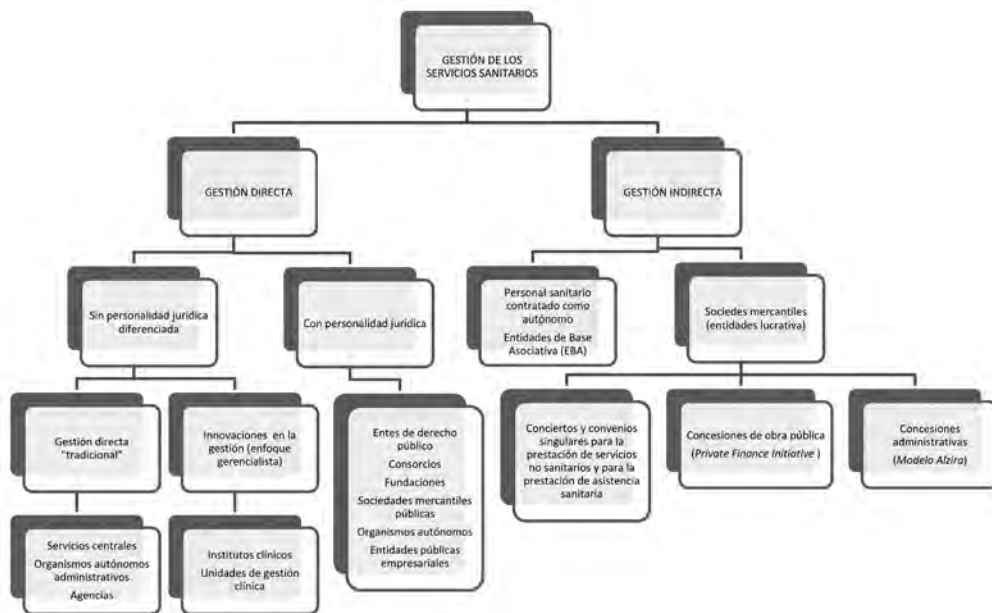 GESTIÓN DE LOS
SERVICIOS SANITARIOS
GESTIÓN DIRECTA
GESTIÓN INDIRECTA
Sin personalidad jurídica
diferenciada
Con personalidad jurídica
Personal sanitario
contratado como
autónomo
Entidades de Base
Asociativa (EBA)
Sociedes mercantiles
(entidades lucrativa)
Gestión directa
"tradicional"
Innovaciones en la
gestión (enfoque
gerencialista)
Entes de derecho
público
Consorcios
Fundaciones
Sociedades mercantiles
públicas
Organismos autónomos
Entidades públicas
empresariales
Conciertos y convenios
singulares para la
prestación de servicios
no sanitarios y para la
prestación de asistencia
sanitaria
Concesiones de obra pública
(Private Finance Initiative )
Concesiones
administrativas
(Modelo Alzira)
Servicios centrales
Organismos autónomos
administrativos
Agencias
Institutos clínicos
Unidades de gestión
clínica